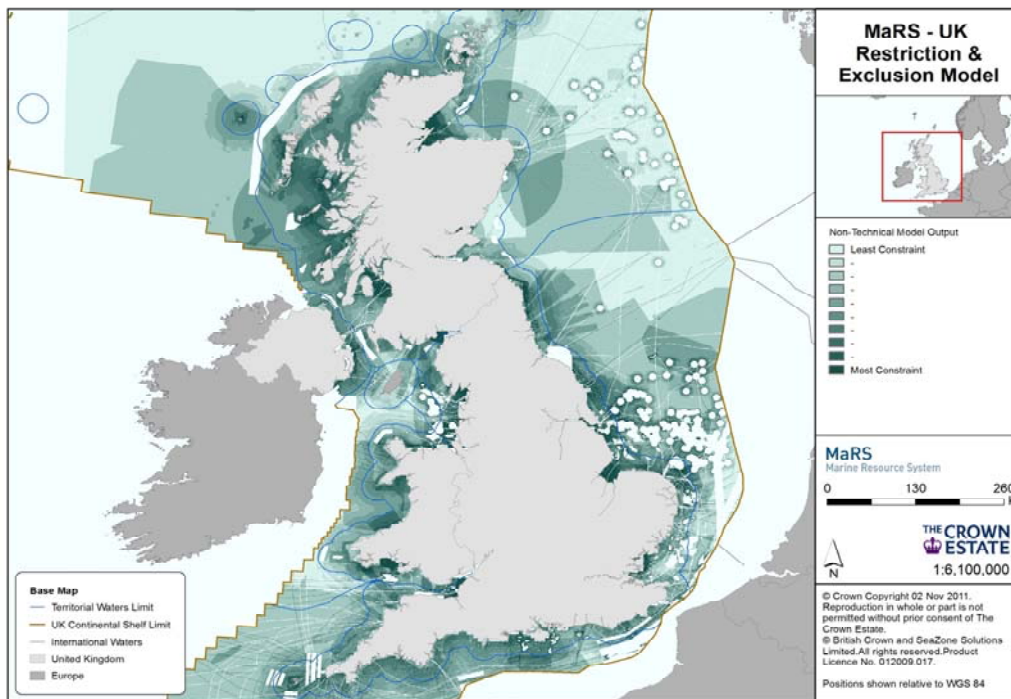 MaRS - UK
Restriction &
Exclusion Model
Non-Technical Model Output
Least Constraint
-
-
-
-
-
-
-
-
Most Constraint
MaRS
Marine Resource System
0 130 260
THE CROWN
ESTATE
N
1:6,100,000
© Crown Copyright 02 Nov 2011.
Reproduction in whole or part is not
permitted without prior consent of The
Crown Estate.
© British Crown and SeaZone Solutions
Limited.All rights reserved.Product
Licence No. 012009.017.
Positions shown relative to WGS 84
Base Map
Territorial Waters Limit
UK Continental Shelf Limit
International Waters
United Kingdom
Europe